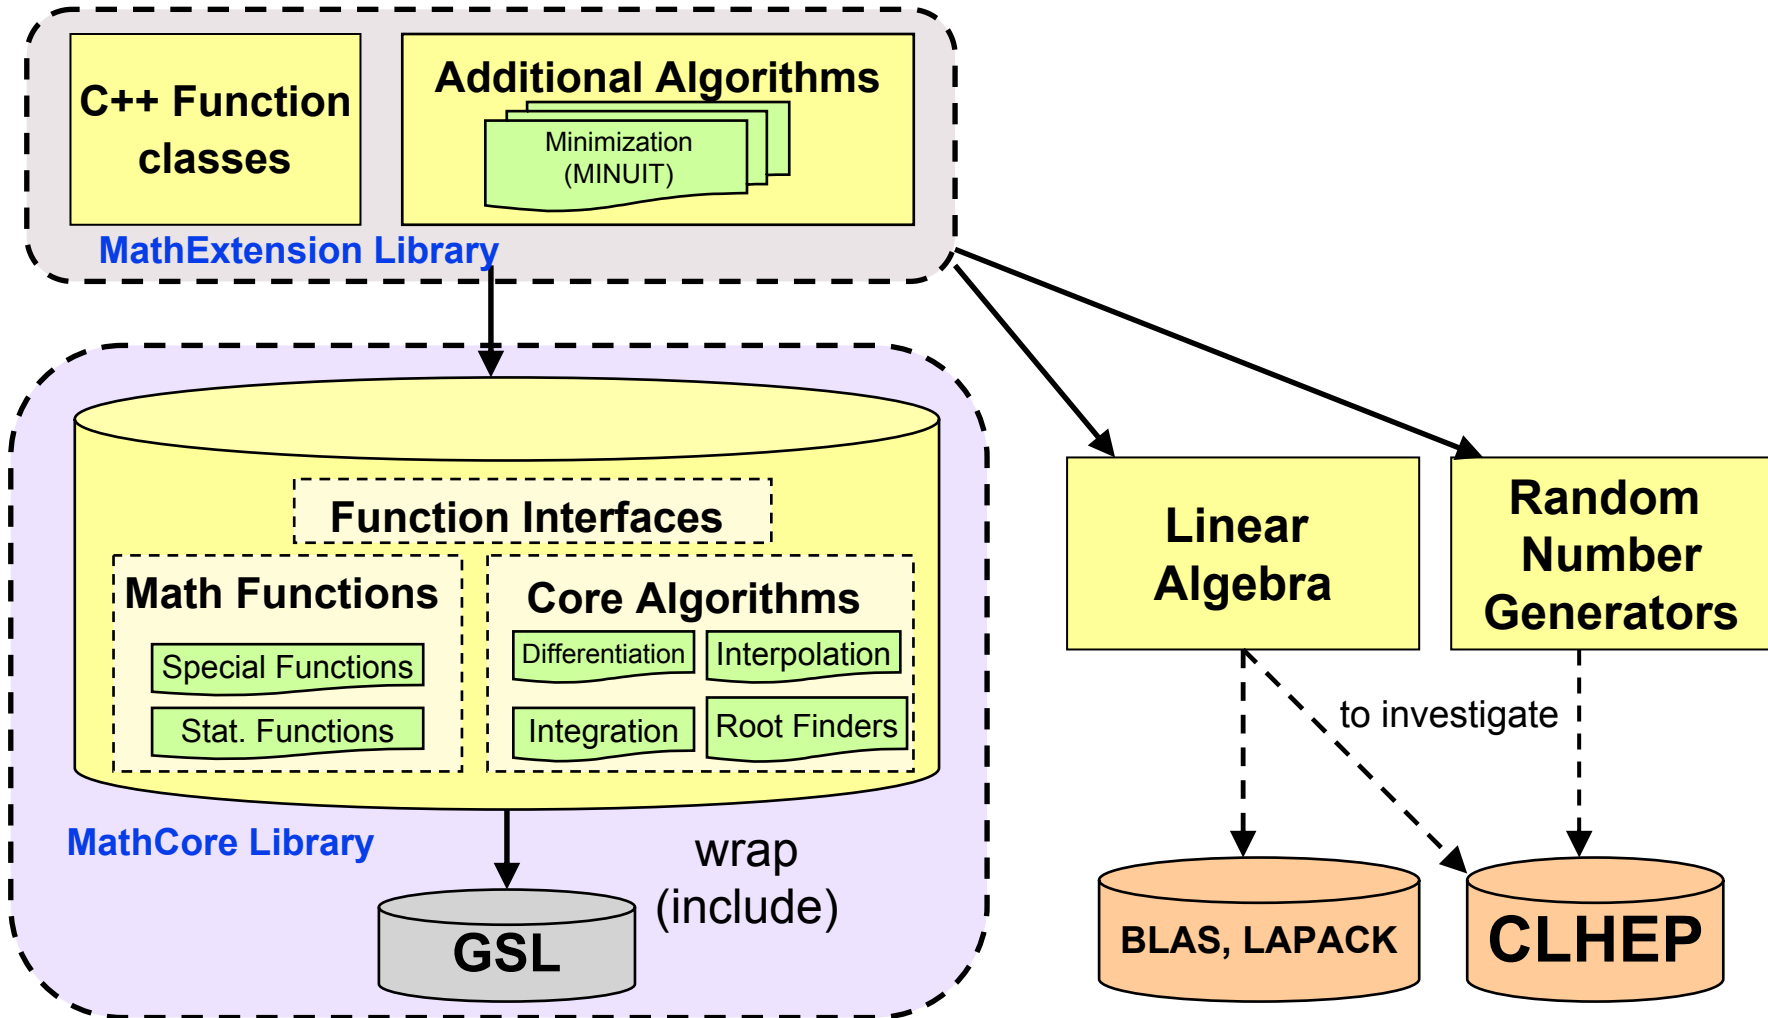 C++ Function
classes
Additional Algorithms
Minimization
(MINUIT)
MathExtension Library
Function Interfaces
Math Functions
Special Functions
Stat. Functions
Core Algorithms
Differentiation
Interpolation
Integration
Root Finders
MathCore Library
wrap
(include)
GSL
Linear
Algebra
Random
Number
Generators
to investigate
BLAS, LAPACK
CLHEP